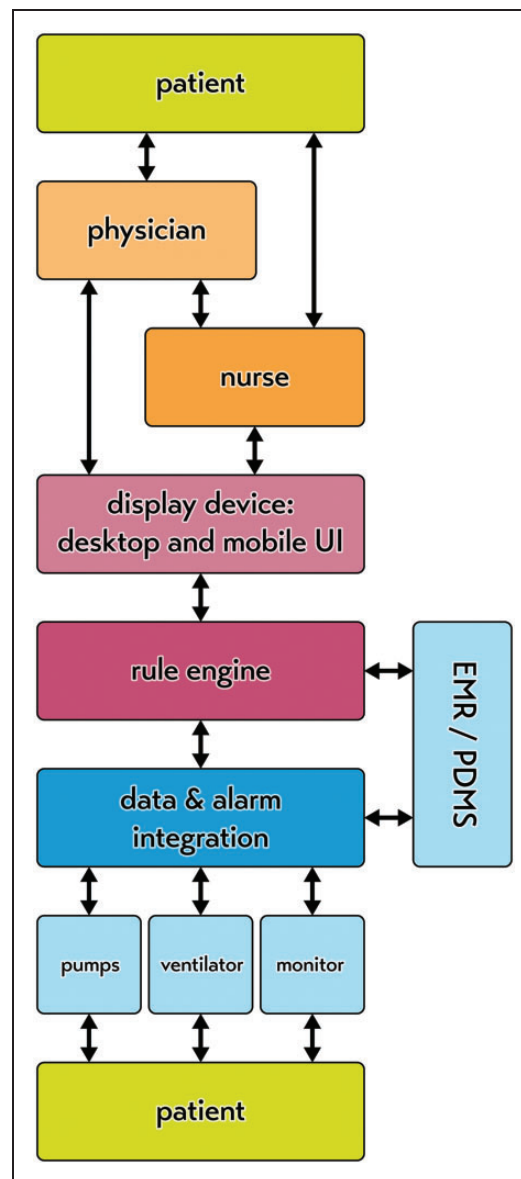 patient
physician
nurse
display device:
desktop and mobile UI
rule engine
EMR / PDMS
data & alarm
integration
pumps
ventilator
monitor
patient